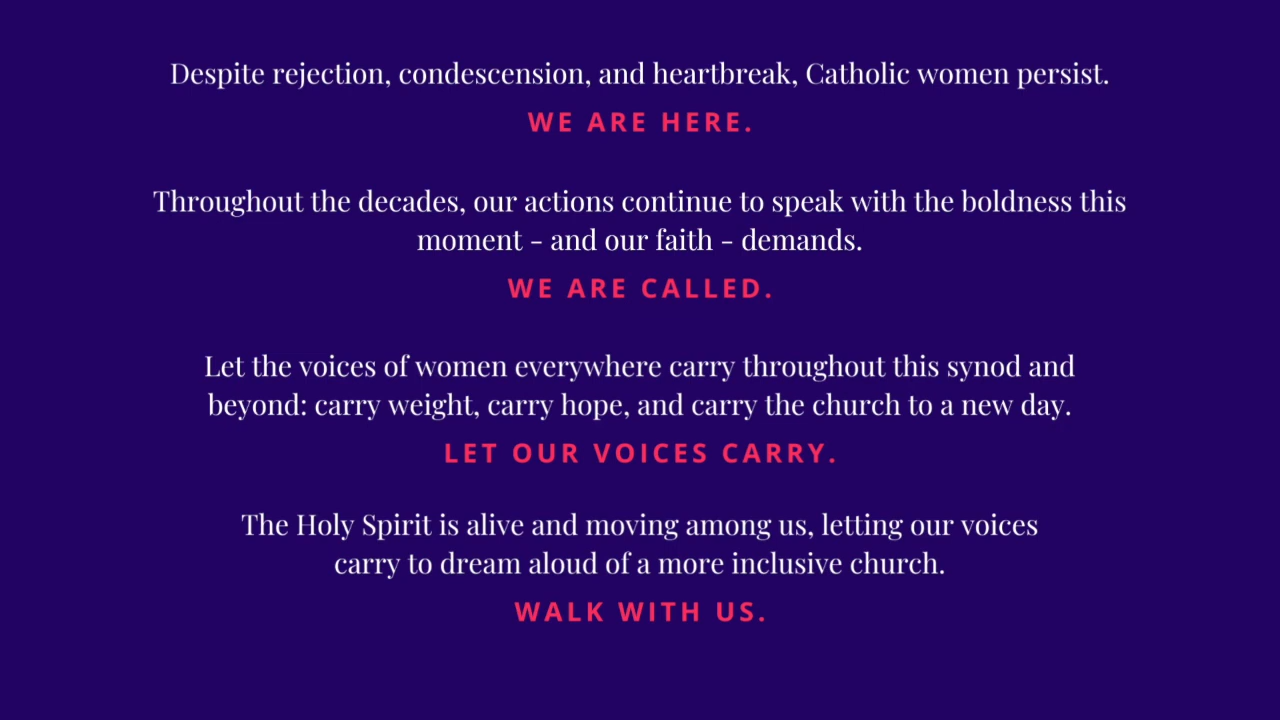 Despite rejection, condescension, and heartbreak, Catholic women persist.
WE ARE HERE.
Throughout the decades, our actions continue to speak with the boldness this
moment - and our faith - demands.
WE ARE CALLED.
Let the voices of women everywhere carry throughout this synod and
beyond: carry weight, carry hope, and carry the church to a new day.
LET OUR VOICES CARRY.
The Holy Spirit is alive and moving among us, letting our voices
carry to dream aloud of a more inclusive church.
WALK WITH US.